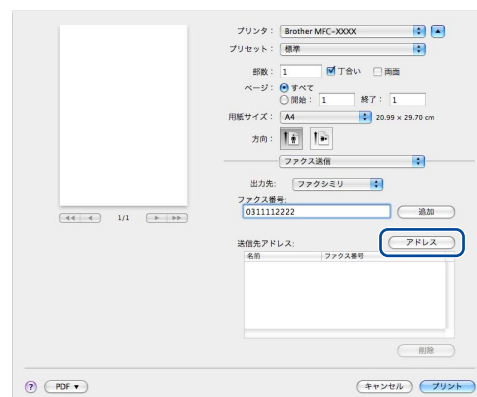 プリンタ： Brother MFC-XXXX
プリセット： 標準
部数： 1 丁合い 両面
ページ： すべて
開始： 1 終了： 1
用紙サイズ： A4 20.99 × 29.70 cm
方向：
ファクス送信
出力先： ファクシミリ
ファクス番号:
0311112222 追加
1/1
送信先アドレス: アドレス
名前 ファクス番号
削除
? PDF ▼ キャンセル プリント